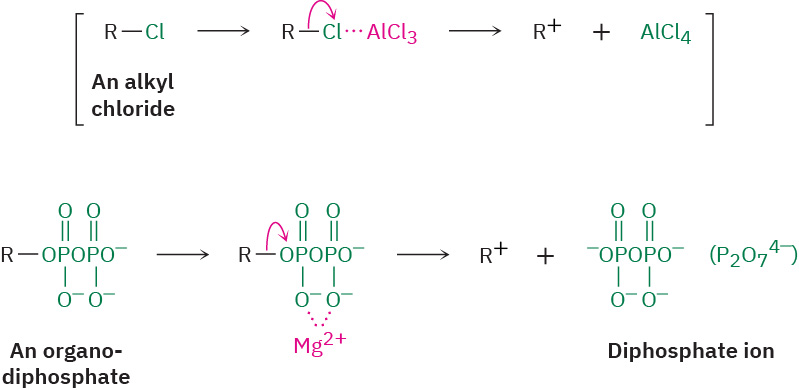 R—Cl → R—Cl···AlCl₃ → R⁺ + AlCl₄
An alkyl
chloride
O O O O O O
R—OPOPO⁻ → R—OPOPO⁻ → R⁺ + ⁻OPOPO⁻ (P₂O₇⁴⁻)
O⁻ O⁻ O⁻ O⁻ O⁻ O⁻
Mg²⁺
An organo-
diphosphate
Diphosphate ion